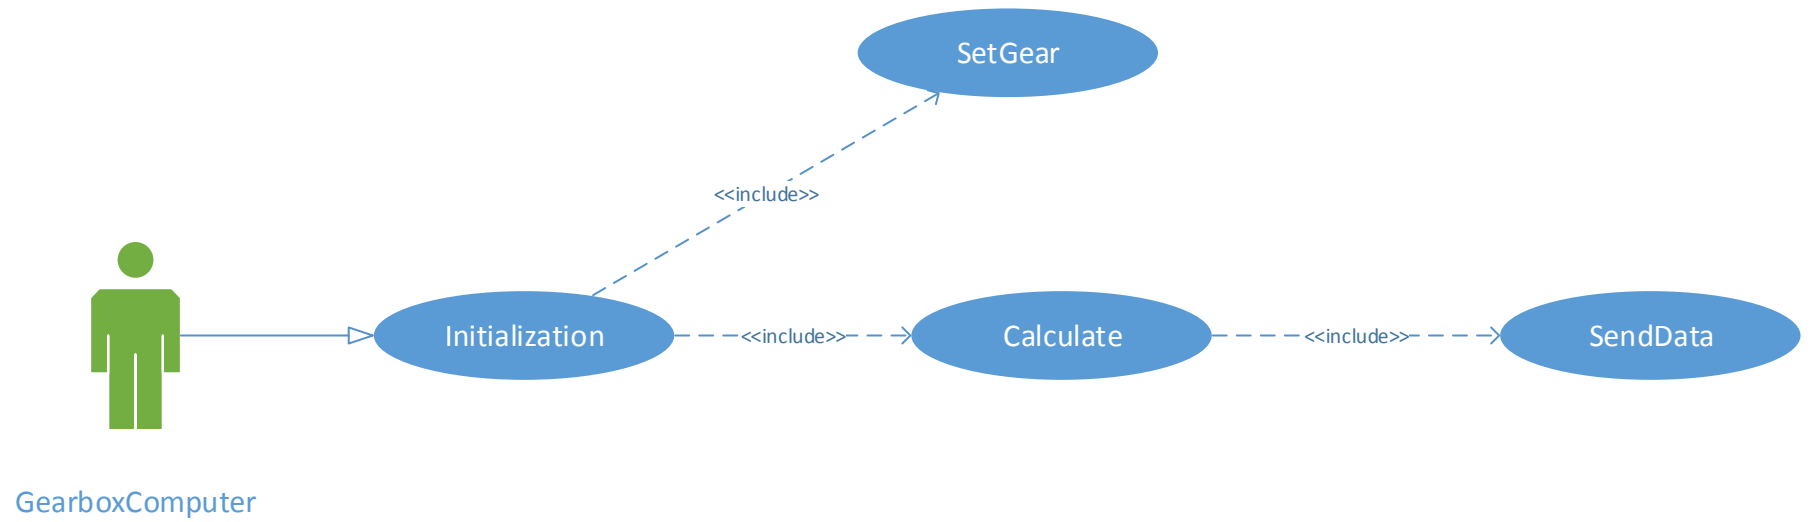 SetGear
<<include>>
Initialization
<<include>>
Calculate
<<include>>
SendData
GearboxComputer